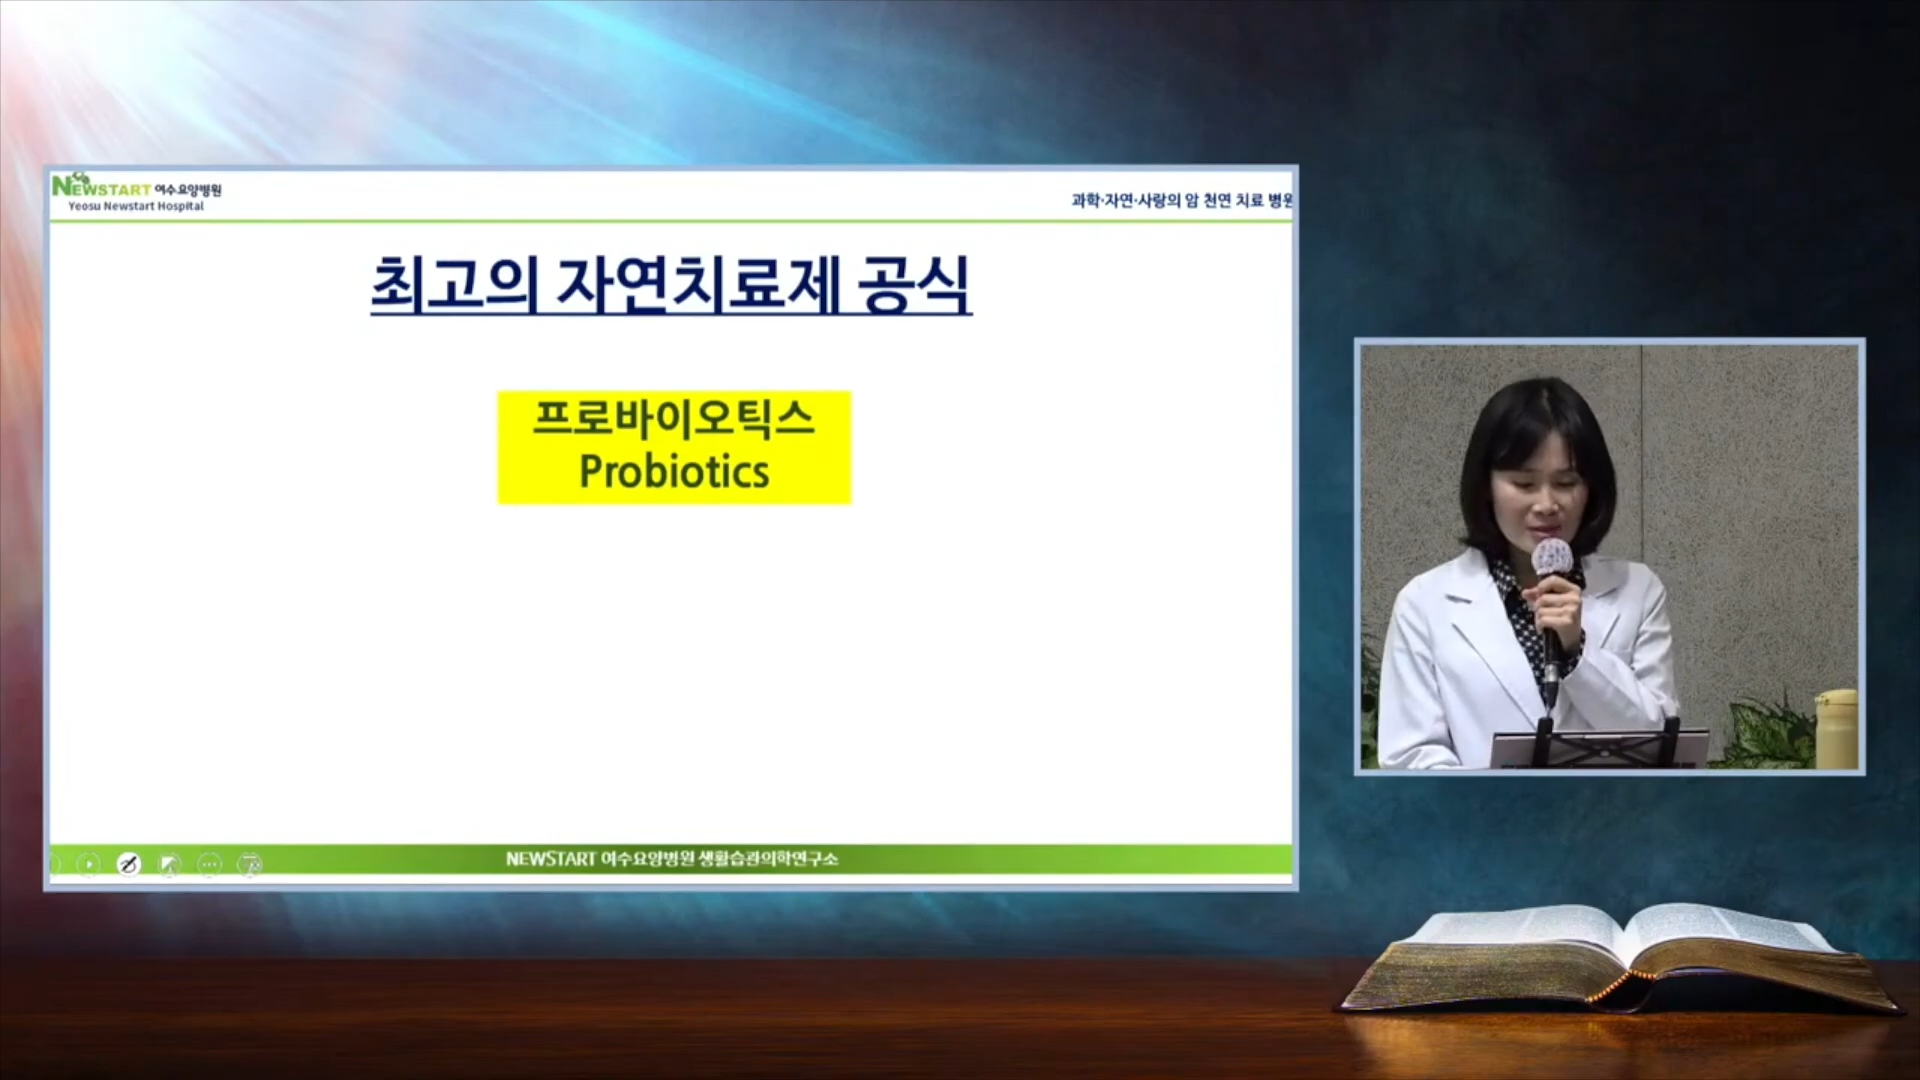 NEWSTART 여수요양병원
Yeosu Newstart Hospital
과학·자연·사랑의 암 천연 치료 병원
최고의 자연치료제 공식
프로바이오틱스
Probiotics
NEWSTART 여수요양병원 생활습관의학연구소